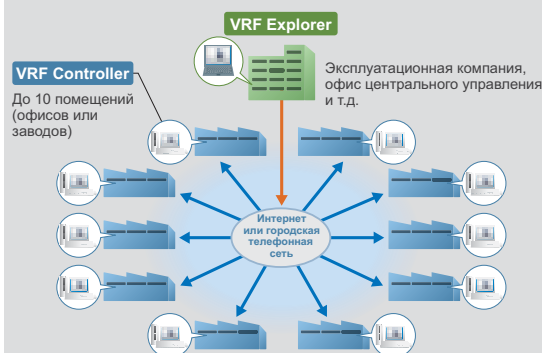 VRF Explorer
VRF Controller
До 10 помещений
(офисов или
заводов)
Эксплуатационная компания,
офис центрального управления
и т.д.
Интернет
или городская
телефонная
сеть